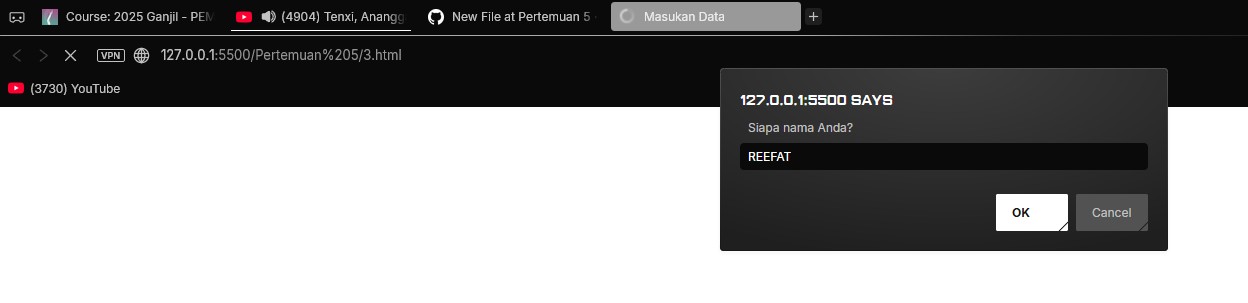 Course: 2025 Ganjil - PEM
(4904) Tenxi, Anangg
New File at Pertemuan 5
Masukan Data
VPN
127.0.0.1:5500/Pertemuan%205/3.html
(3730) YouTube
127.0.0.1:5500 SAYS
Siapa nama Anda?
REEFAT
OK Cancel